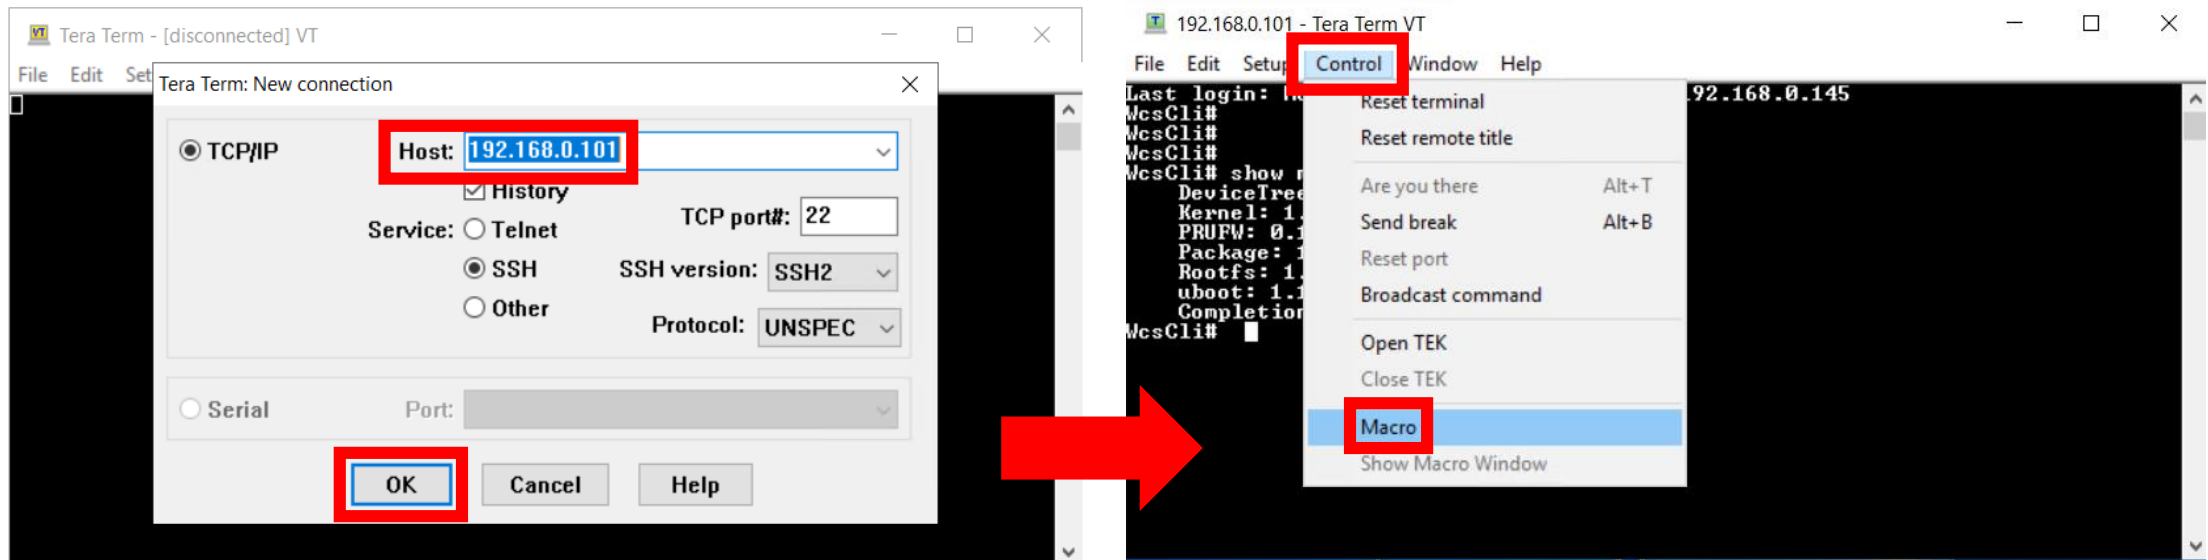 Tera Term - [disconnected] VT
File Edit Set
Tera Term: New connection
TCP/IP
Host: 192.168.0.101
History
Service: Telnet
TCP port#: 22
SSH
SSH version: SSH2
Other
Protocol: UNSPEC
Serial
Port:
OK Cancel Help
192.168.0.101 - Tera Term VT
File Edit Setup Control Window Help
Last login: 92.168.0.145
WcsCli#
WcsCli#
WcsCli#
WcsCli# show
DeviceTree
Kernel: 1.
PRUFW: 0.1
Package: 1
Rootfs: 1.
uboot: 1.1
Completion
WcsCli#
Reset terminal
Reset remote title
Are you there Alt+T
Send break Alt+B
Reset port
Broadcast command
Open TEK
Close TEK
Macro
Show Macro Window